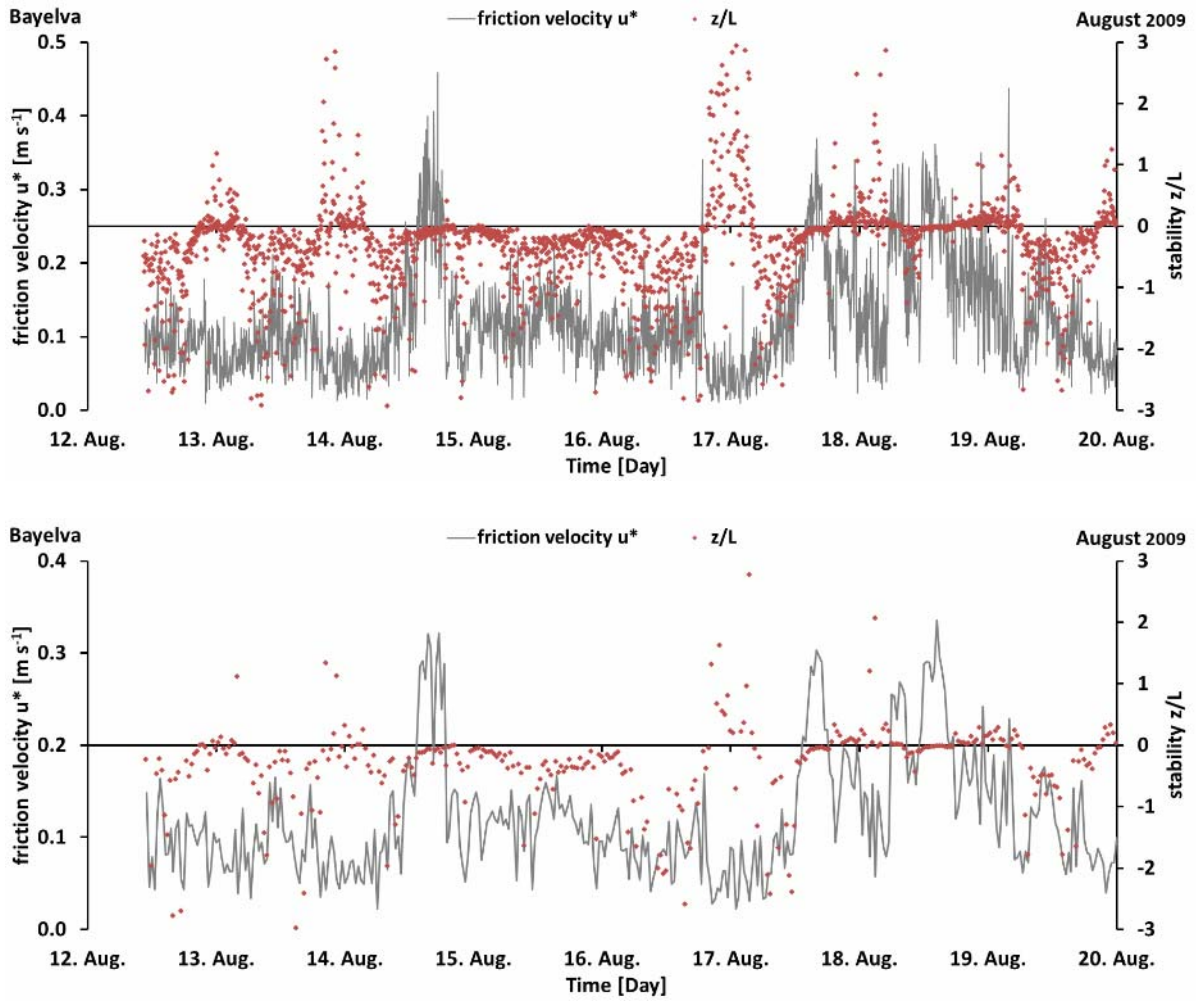 Bayelva
friction velocity u*
z/L
August 2009
0.5
0.4
0.3
0.2
0.1
0.0
friction velocity u* [m s⁻¹]
3
2
1
0
-1
-2
-3
stability z/L
12. Aug. 13. Aug. 14. Aug. 15. Aug. 16. Aug. 17. Aug. 18. Aug. 19. Aug. 20. Aug.
Time [Day]
Bayelva
friction velocity u*
z/L
August 2009
0.4
0.3
0.2
0.1
0.0
friction velocity u* [m s⁻¹]
3
2
1
0
-1
-2
-3
stability z/L
12. Aug. 13. Aug. 14. Aug. 15. Aug. 16. Aug. 17. Aug. 18. Aug. 19. Aug. 20. Aug.
Time [Day]